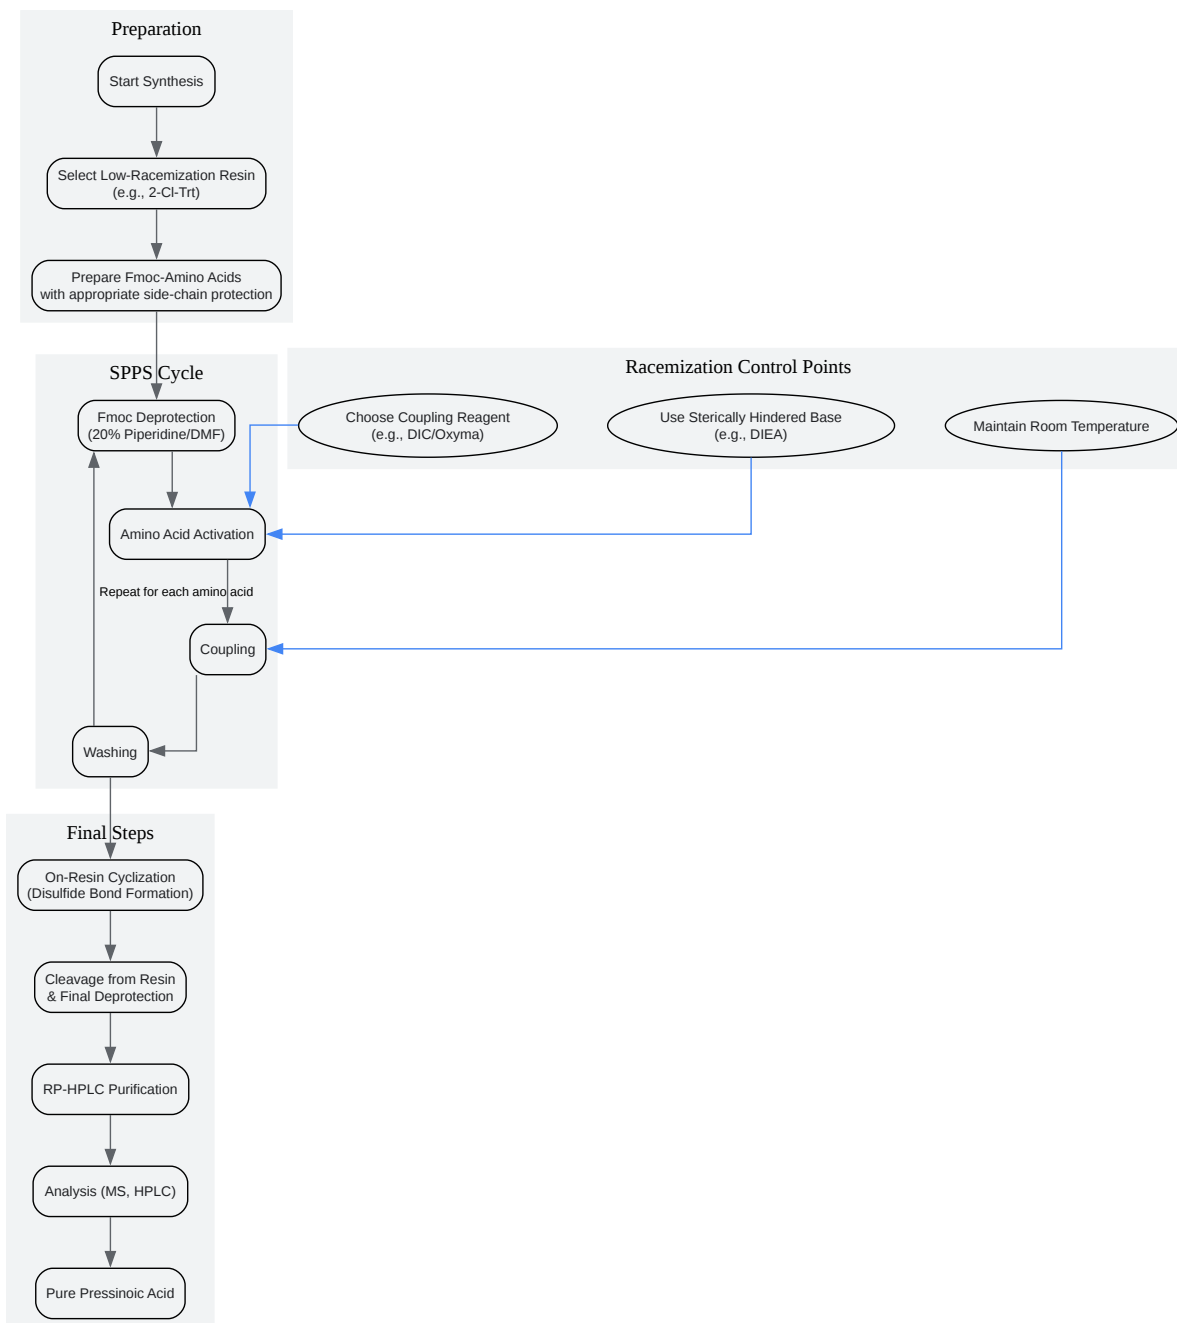 Preparation
Start Synthesis
Select Low-Racemization Resin
(e.g., 2-Cl-Trt)
Prepare Fmoc-Amino Acids
with appropriate side-chain protection
SPPS Cycle
Fmoc Deprotection
(20% Piperidine/DMF)
Amino Acid Activation
Repeat for each amino acid
Coupling
Washing
Racemization Control Points
Choose Coupling Reagent
(e.g., DIC/Oxyma)
Use Sterically Hindered Base
(e.g., DIEA)
Maintain Room Temperature
Final Steps
On-Resin Cyclization
(Disulfide Bond Formation)
Cleavage from Resin
& Final Deprotection
RP-HPLC Purification
Analysis (MS, HPLC)
Pure Pressinoic Acid